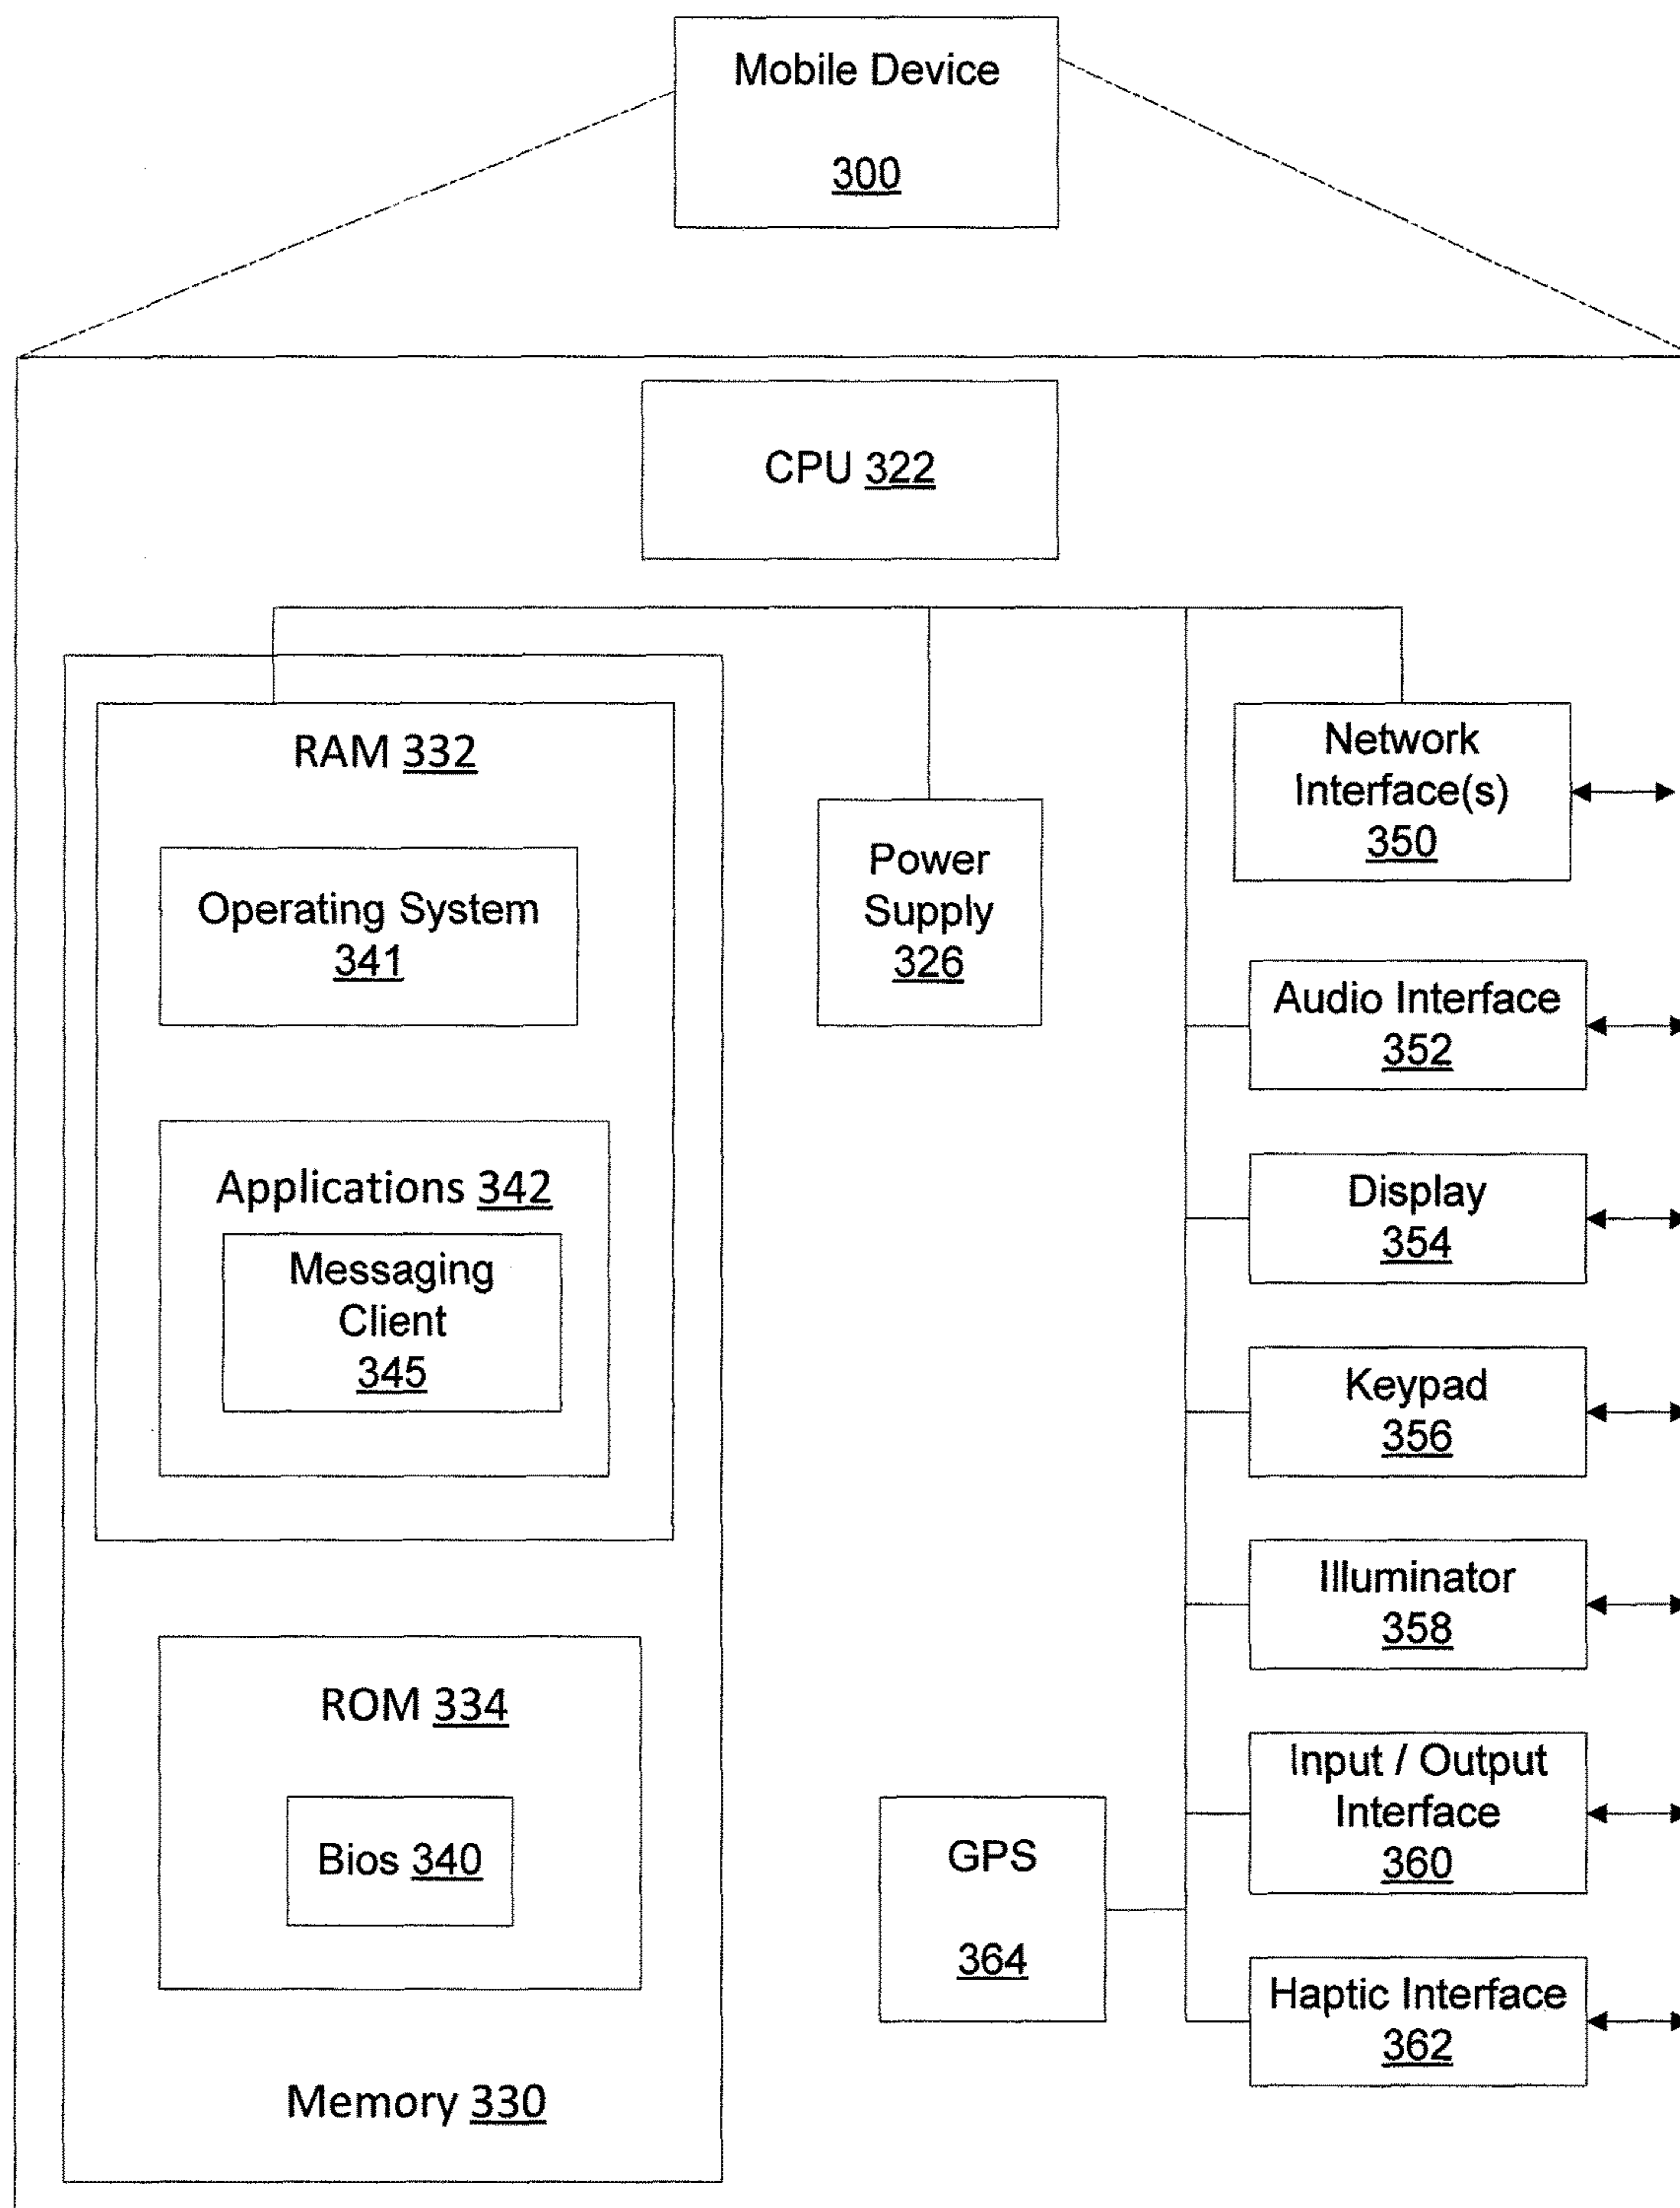 Mobile Device
300
CPU 322
RAM 332
Operating System
341
Applications 342
Messaging
Client
345
ROM 334
Bios 340
Memory 330
Power
Supply
326
GPS
364
Network
Interface(s)
350
Audio Interface
352
Display
354
Keypad
356
Illuminator
358
Input / Output
Interface
360
Haptic Interface
362